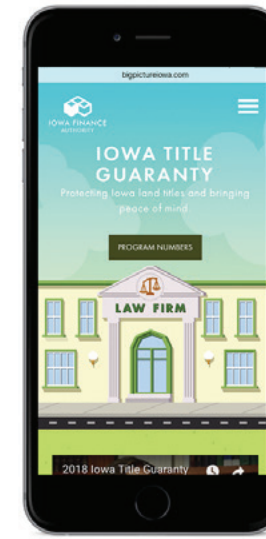 bigpictureiowa.com
IOWA FINANCE
AUTHORITY
IOWA TITLE
GUARANTY
Protecting Iowa land titles and bringing
peace of mind
PROGRAM NUMBERS
LAW FIRM
2018 Iowa Title Guaranty